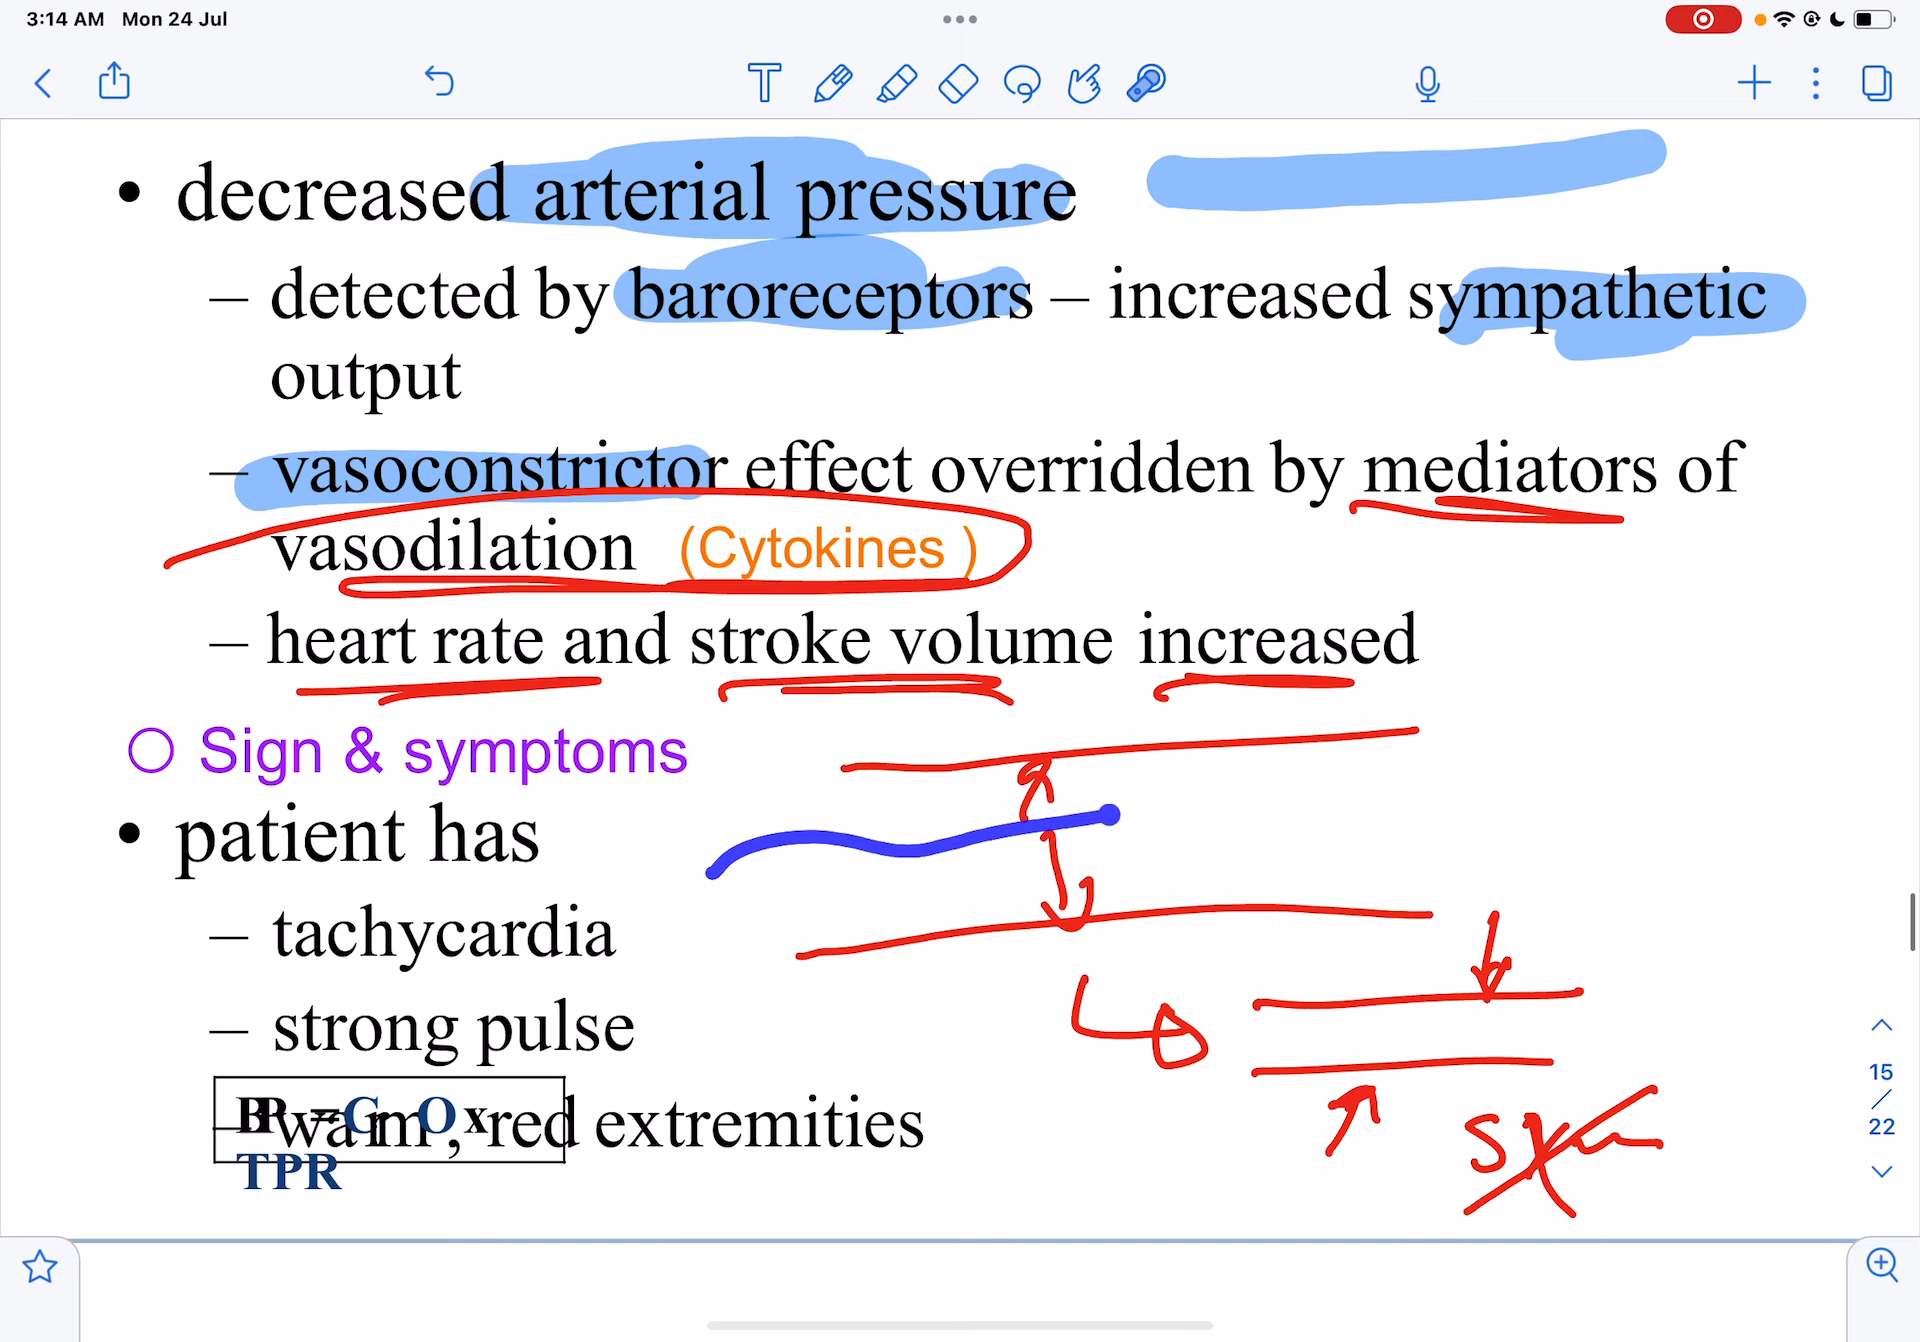 3:14 AM Mon 24 Jul
• decreased arterial pressure
– detected by baroreceptors – increased sympathetic
output
– vasoconstrictor effect overridden by mediators of
vasodilation (Cytokines )
– heart rate and stroke volume increased
○ Sign & symptoms
• patient has
– tachycardia
– strong pulse
– warm, red extremities
BP = C O x
TPR
15
/
22